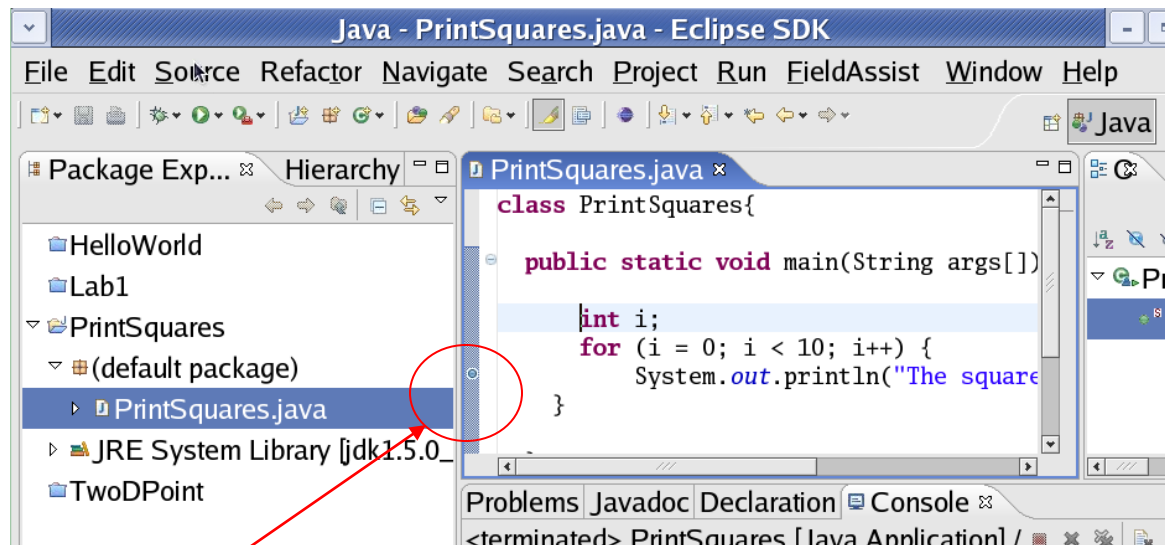 Java - PrintSquares.java - Eclipse SDK
File Edit Source Refactor Navigate Search Project Run FieldAssist Window Help
Java
Package Exp... Hierarchy
HelloWorld
Lab1
PrintSquares
(default package)
PrintSquares.java
JRE System Library [jdk1.5.0_
TwoDPoint
PrintSquares.java
class PrintSquares{
public static void main(String args[])
int i;
for (i = 0; i < 10; i++) {
System.out.println("The square
}
Problems Javadoc Declaration Console
<terminated> PrintSquares [Java Application] /